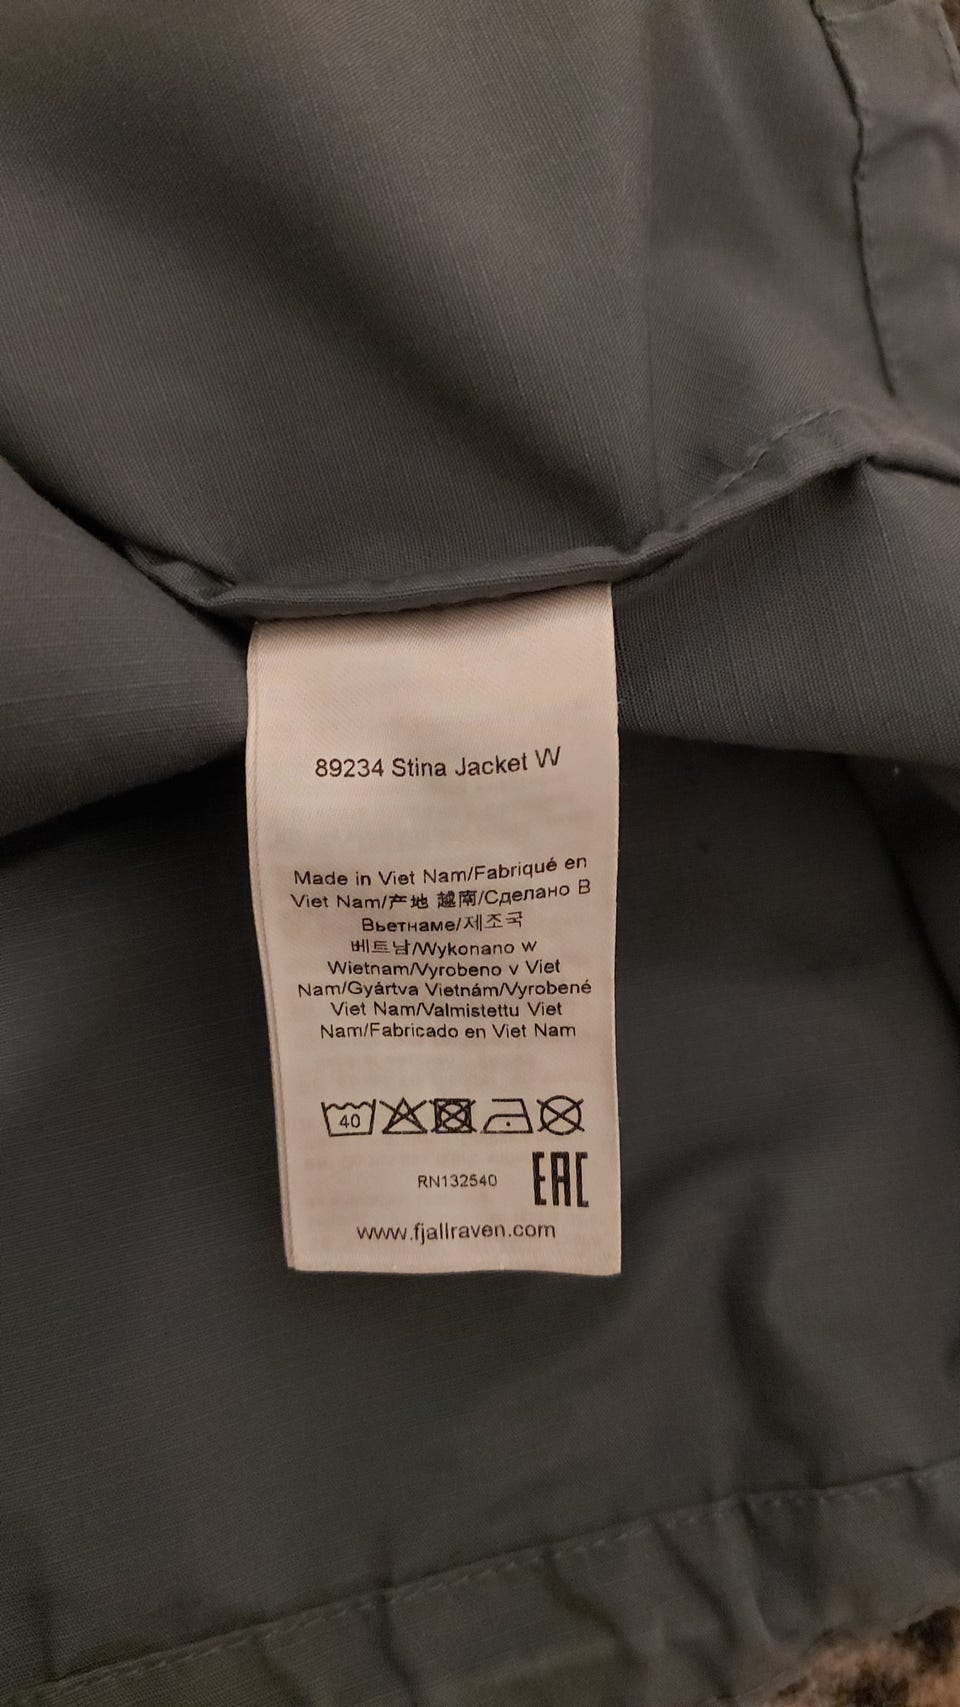 89234 Stina Jacket W
Made in Viet Nam/Fabriqué en
Viet Nam/产地 越南/Сделано В
Вьетнаме/제조국
베트남/Wykonano w
Wietnam/Vyrobeno v Viet
Nam/Gyártva Vietnám/Vyrobené
Viet Nam/Valmistettu Viet
Nam/Fabricado en Viet Nam
40
RN132540 EAC
www.fjallraven.com